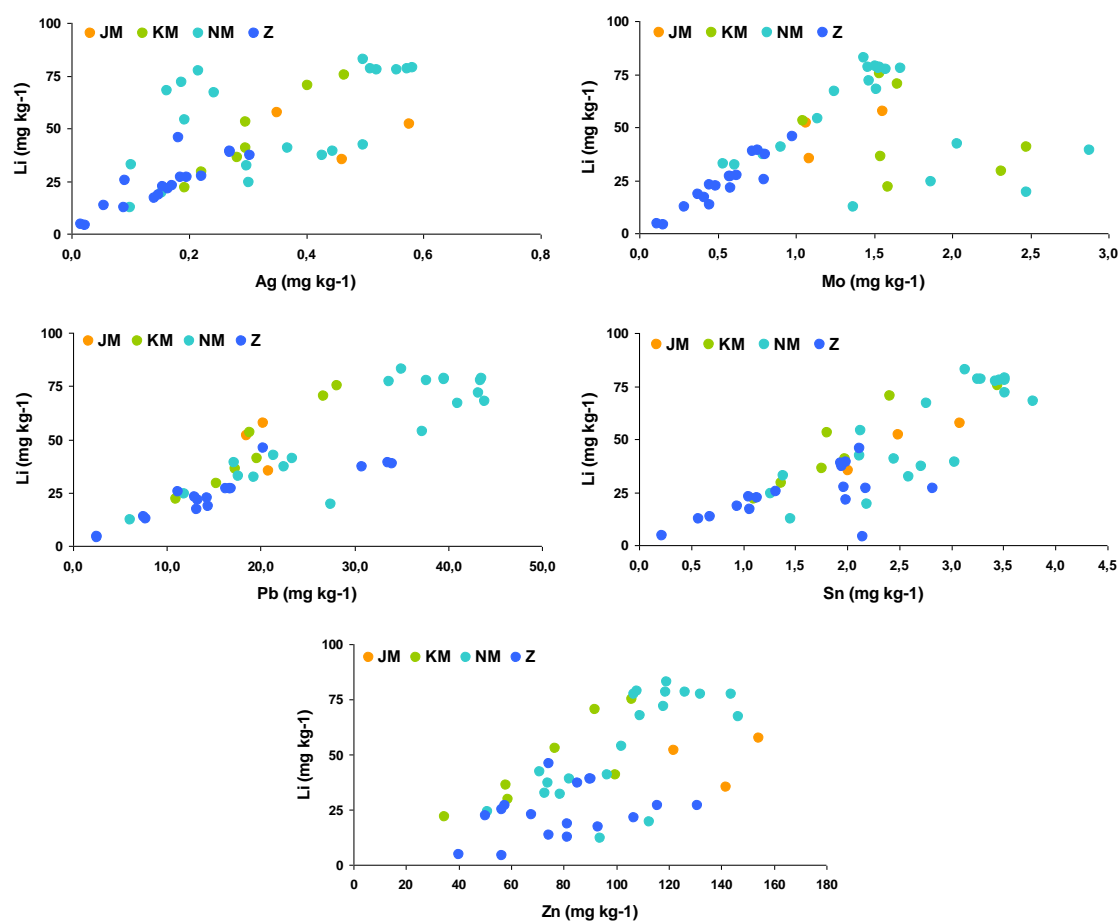 JM KM NM Z
Li (mg kg-1)
100
75
50
25
0
0,0 0,2 0,4 0,6 0,8
Ag (mg kg-1)
JM KM NM Z
Li (mg kg-1)
100
75
50
25
0
0,0 0,5 1,0 1,5 2,0 2,5 3,0
Mo (mg kg-1)
JM KM NM Z
Li (mg kg-1)
100
75
50
25
0
0,0 10,0 20,0 30,0 40,0 50,0
Pb (mg kg-1)
JM KM NM Z
Li (mg kg-1)
100
75
50
25
0
0,0 0,5 1,0 1,5 2,0 2,5 3,0 3,5 4,0 4,5
Sn (mg kg-1)
JM KM NM Z
Li (mg kg-1)
100
75
50
25
0
0 20 40 60 80 100 120 140 160 180
Zn (mg kg-1)